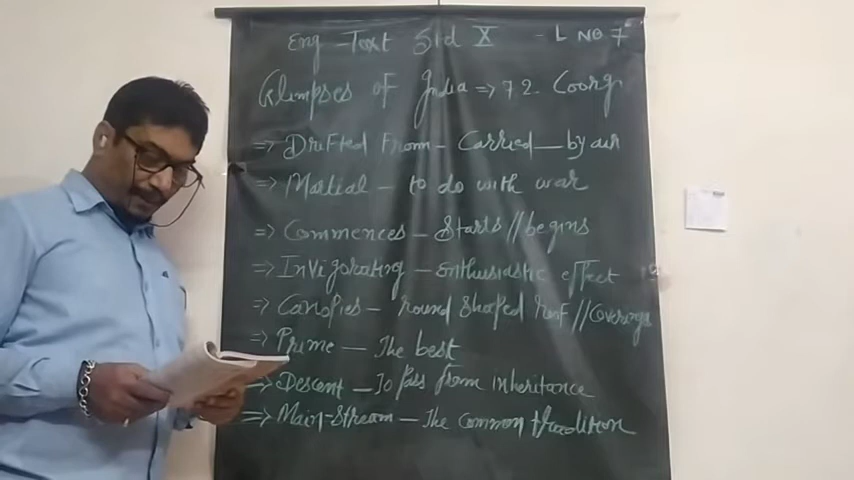 Eng - Text Std X - L No 7
Glimpses of India => 7 2. Coorg
=> Drifted From - Carried - by air
=> Martial - to do with war
=> Commences - Starts // begins
=> Invigorating - enthusiastic effect
=> Canopies - round shaped roof // Coverings
=> Prime - The best
=> Descent - To pass from inheritance
=> Main-Stream - The common tradition